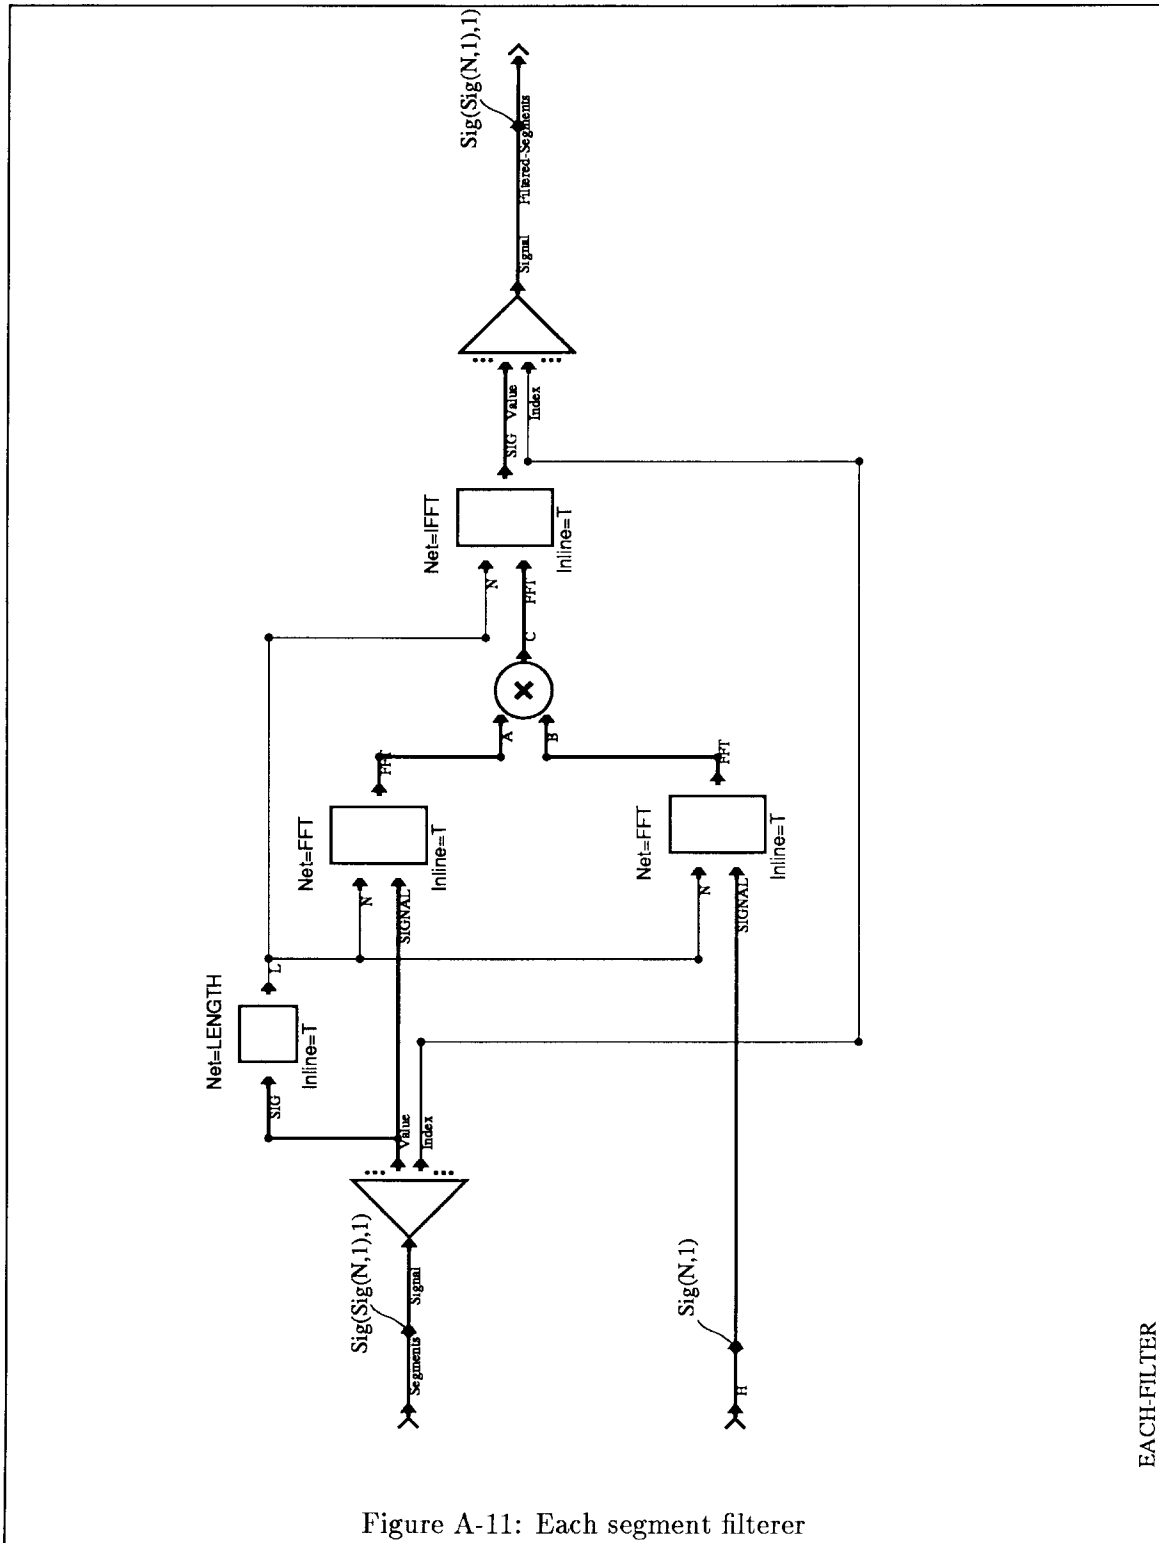 Sig(Sig(N,1),1)
Filtered-Segments
Signal
Value
Index
SIG
Net=IFFT
Inline=T
N
FFT
C
A
B
FFT
FFT
Net=FFT
Inline=T
Net=FFT
Inline=T
N
SIGNAL
N
SIGNAL
L
Net=LENGTH
Inline=T
SIG
Value
Index
Sig(Sig(N,1),1)
Signal
Segments
Sig(N,1)
H
EACH-FILTER
Figure A-11: Each segment filterer